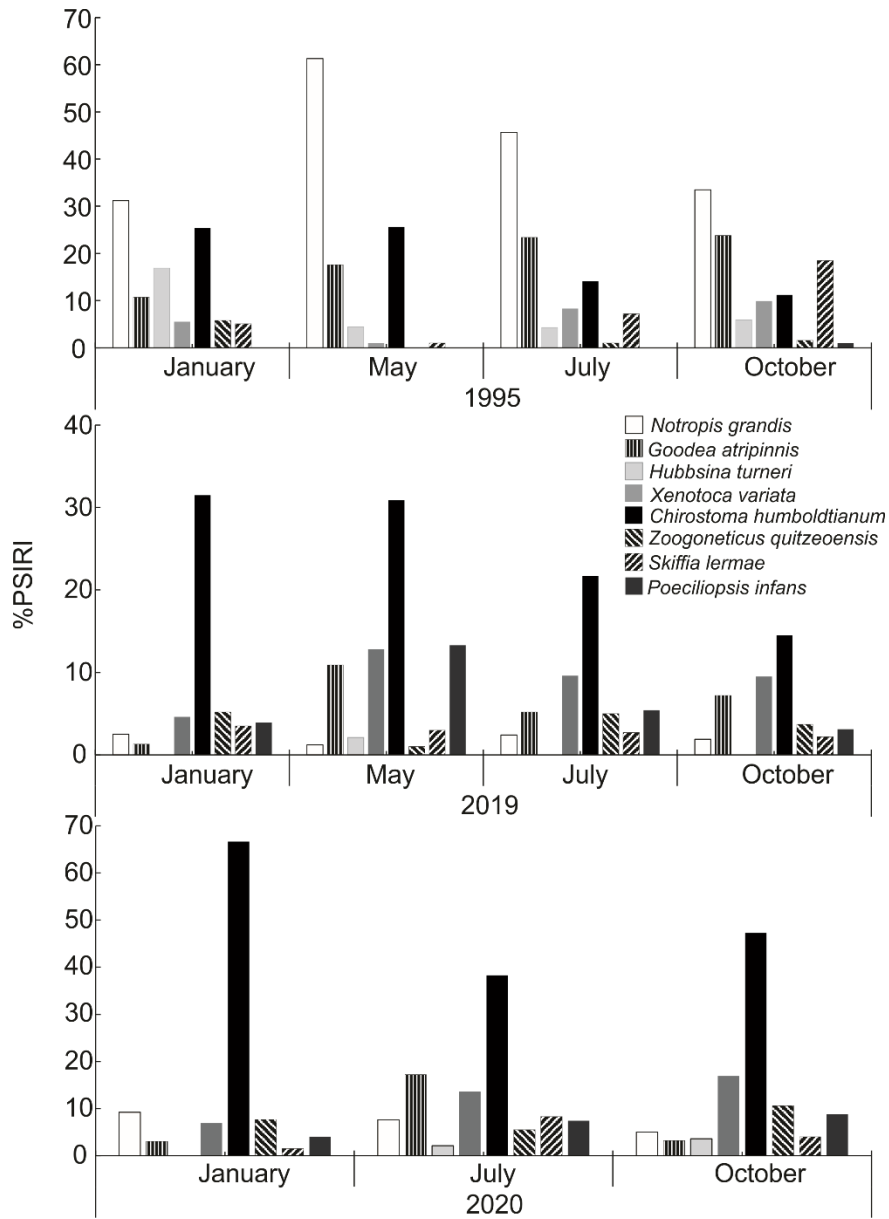 70
60
50
40
30
20
10
0
January May July October
1995
40
30
20
10
0
Notropis grandis
Goodea atripinnis
Hubbsina turneri
Xenotoca variata
Chirostoma humboldtianum
Zoogoneticus quitzeoensis
Skiffia lermae
Poeciliopsis infans
%PSIRI
January May July October
2019
70
60
50
40
30
20
10
0
January July October
2020